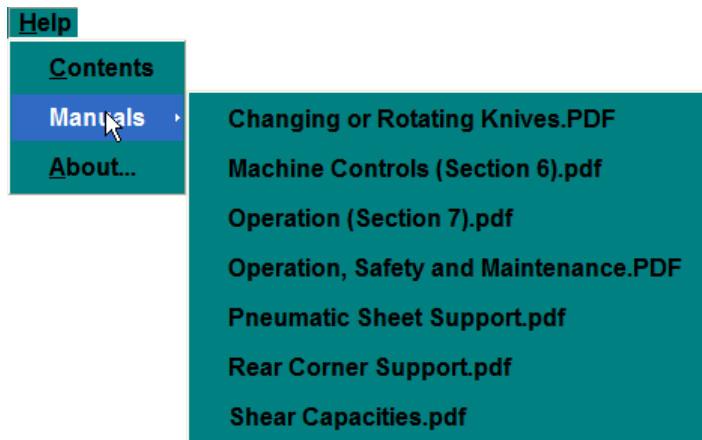 Help
Contents
Manuals
About...
Changing or Rotating Knives.PDF
Machine Controls (Section 6).pdf
Operation (Section 7).pdf
Operation, Safety and Maintenance.PDF
Pneumatic Sheet Support.pdf
Rear Corner Support.pdf
Shear Capacities.pdf